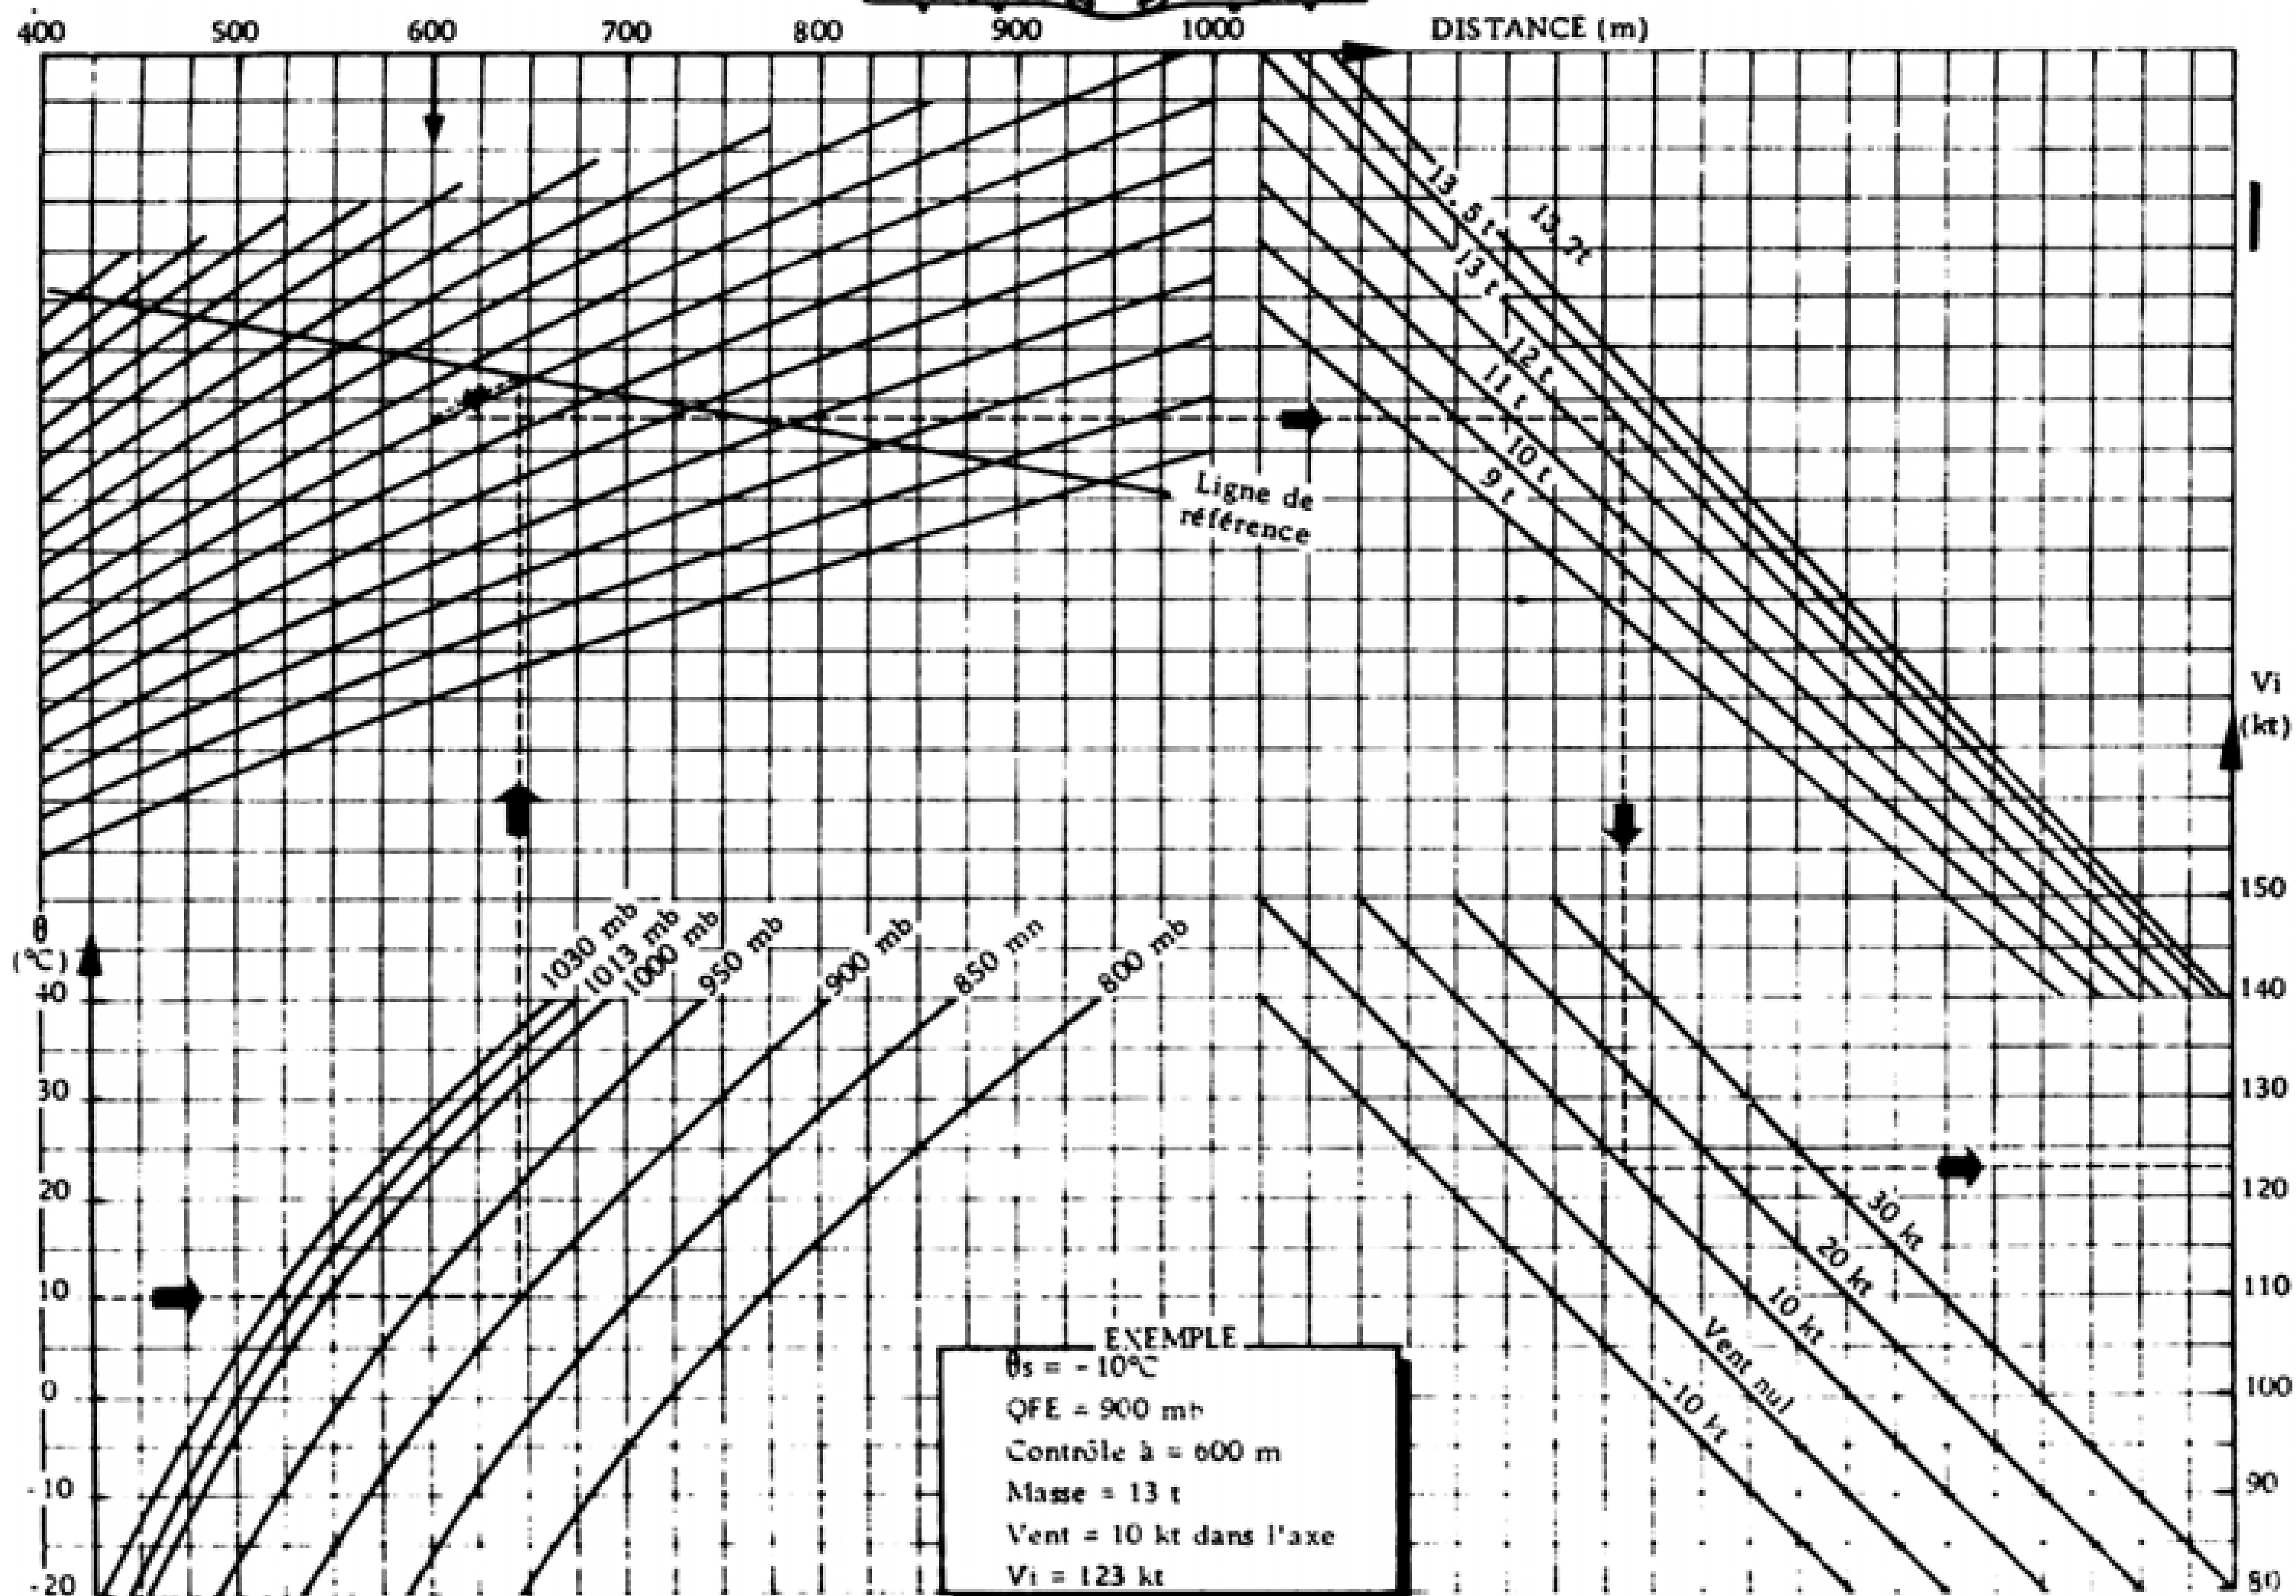 400 500 600 700 800 900 1000 DISTANCE (m)
13.5t
13.7t
13 t
12 t
11 t
10 t
9 t
Ligne de
référence
Vi
(kt)
150
140
130
120
110
100
90
80
θ
(°C)
40
30
20
10
0
-10
-20
1030 mb
1013 mb
1000 mb
950 mb
900 mb
850 mn
800 mb
30 kt
20 kt
10 kt
Vent nul
-10 kt
EXEMPLE
θs = -10°C
QFE = 900 mb
Contrôle à = 600 m
Masse = 13 t
Vent = 10 kt dans l'axe
Vi = 123 kt